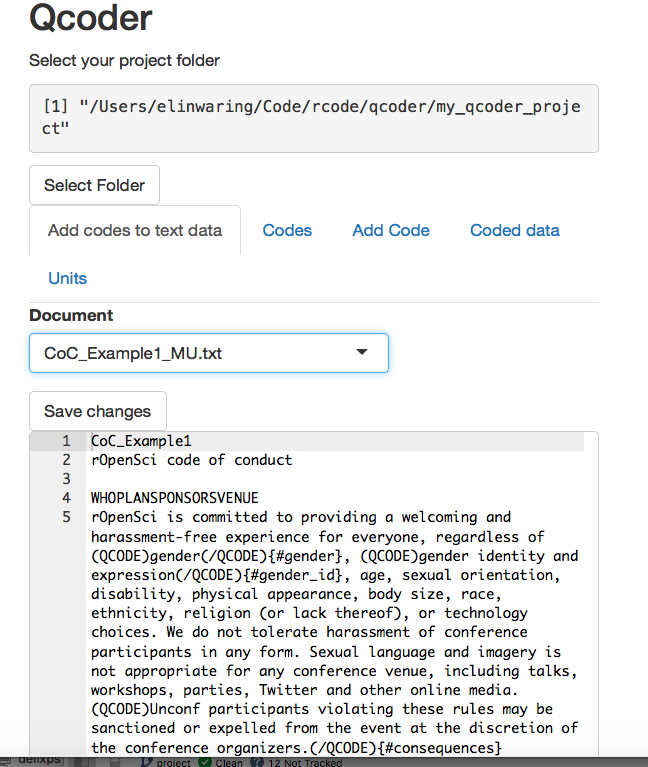 Qcoder
Select your project folder
[1] "/Users/elinwaring/Code/rcode/qcoder/my_qcoder_proje
ct"
Select Folder
Add codes to text data
Codes
Add Code
Coded data
Units
Document
CoC_Example1_MU.txt
Save changes
1 CoC_Example1
2 rOpenSci code of conduct
3
4 WHOPLANSPONSORSVENUE
5 rOpenSci is committed to providing a welcoming and
harassment-free experience for everyone, regardless of
(QCODE)gender(/QCODE){#gender}, (QCODE)gender identity and
expression(/QCODE){#gender_id}, age, sexual orientation,
disability, physical appearance, body size, race,
ethnicity, religion (or lack thereof), or technology
choices. We do not tolerate harassment of conference
participants in any form. Sexual language and imagery is
not appropriate for any conference venue, including talks,
workshops, parties, Twitter and other online media.
(QCODE)Unconf participants violating these rules may be
sanctioned or expelled from the event at the discretion of
the conference organizers.(/QCODE){#consequences}
project Clean 12 Not Tracked